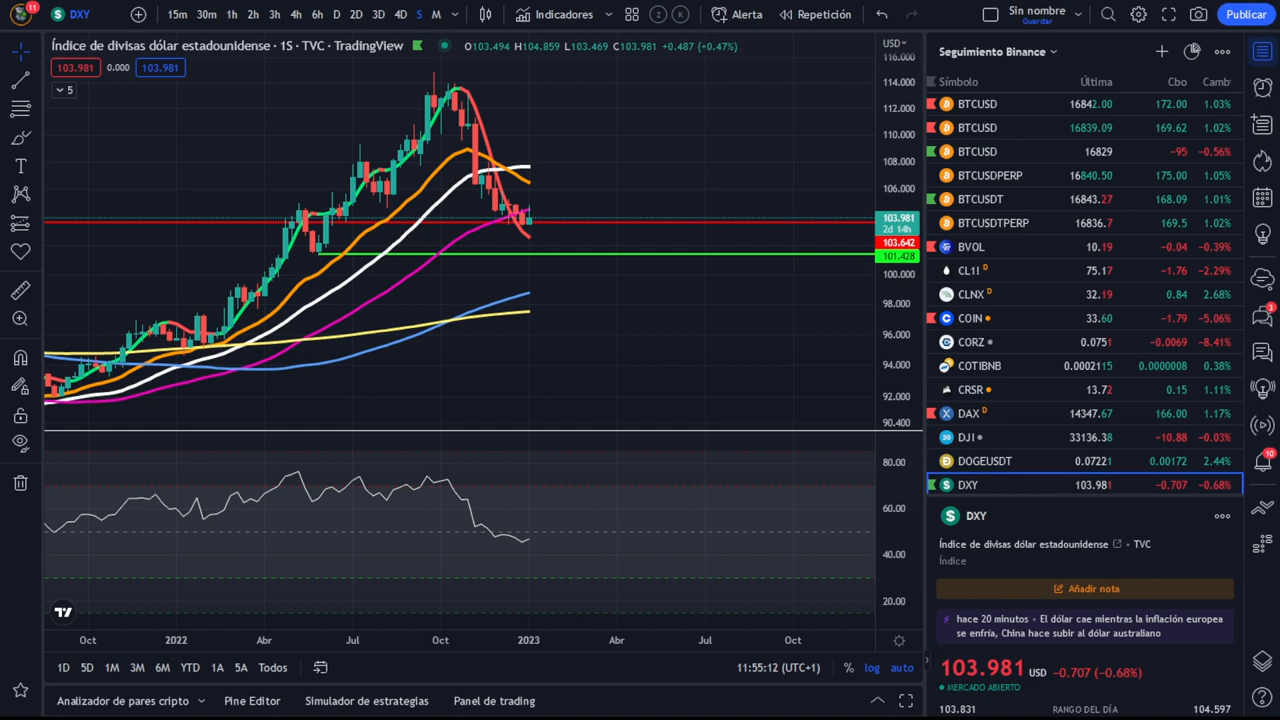 11
DXY
15m 30m 1h 2h 3h 4h 6h D 2D 3D 4D S M
Indicadores
2 K
Alerta
Repetición
Sin nombre
Guardar
Publicar
Índice de divisas dólar estadounidense · 1S · TVC · TradingView
O103.494 H104.859 L103.469 C103.981 +0.487 (+0.47%)
103.981 0.000 103.981
5
USD
116.000
114.000
112.000
110.000
108.000
106.000
103.981
2d 14h
103.642
101.428
100.000
98.000
96.000
94.000
92.000
90.400
80.00
60.00
40.00
20.00
Oct 2022 Abr Jul Oct 2023 Abr Jul Oct
1D 5D 1M 3M 6M YTD 1A 5A Todos
11:55:12 (UTC+1) % log auto
Analizador de pares cripto Pine Editor Simulador de estrategias Panel de trading
Seguimiento Binance
Símbolo Última Cbo Camb
BTCUSD 16842.00 172.00 1.03%
BTCUSD 16839.09 169.62 1.02%
BTCUSD 16829 −95 −0.56%
BTCUSDPERP 16840.50 175.00 1.05%
BTCUSDT 16843.27 168.09 1.01%
BTCUSDTPERP 16836.7 169.5 1.02%
BVOL 10.19 −0.04 −0.39%
CL1! D 75.17 −1.76 −2.29%
CLNX D 32.19 0.84 2.68%
COIN 33.60 −1.79 −5.06%
CORZ 0.0751 −0.0069 −8.41%
COTIBNB 0.0002115 0.0000008 0.38%
CRSR 13.72 0.15 1.11%
DAX D 14347.67 166.00 1.17%
DJI 33136.38 −10.88 −0.03%
DOGEUSDT 0.07221 0.00172 2.44%
DXY 103.981 −0.707 −0.68%
DXY
Índice de divisas dólar estadounidense · TVC
Índice
Añadir nota
hace 20 minutos · El dólar cae mientras la inflación europea
se enfría, China hace subir al dólar australiano
103.981 USD −0.707 (−0.68%)
MERCADO ABIERTO
103.831 RANGO DEL DÍA 104.597
3
10